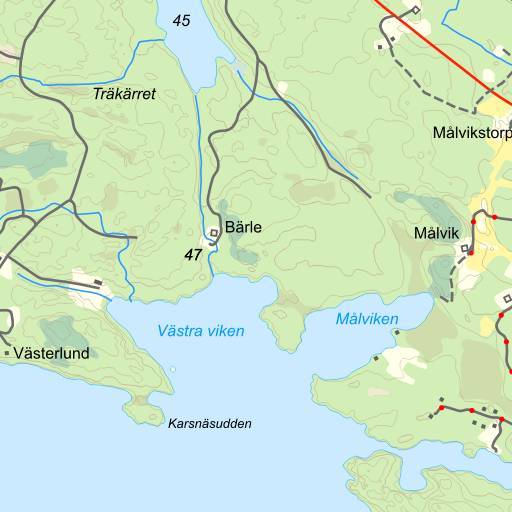 45
Träkärret
Målvikstorp
Bärle
Målvik
47
Målviken
Västra viken
Västerlund
Karsnäsudden